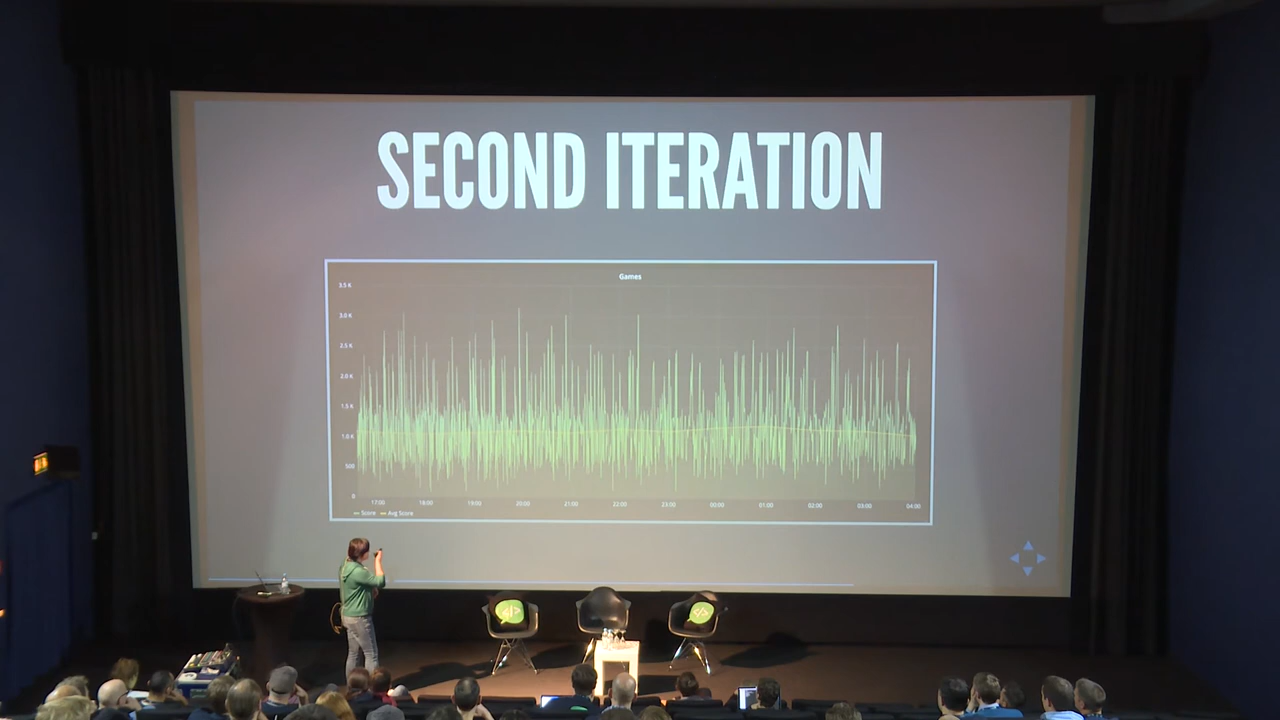 SECOND ITERATION
Games
3.5 K
3.0 K
2.5 K
2.0 K
1.5 K
1.0 K
500
0
17:00 18:00 19:00 20:00 21:00 22:00 23:00 00:00 01:00 02:00 03:00 04:00
Score Avg Score